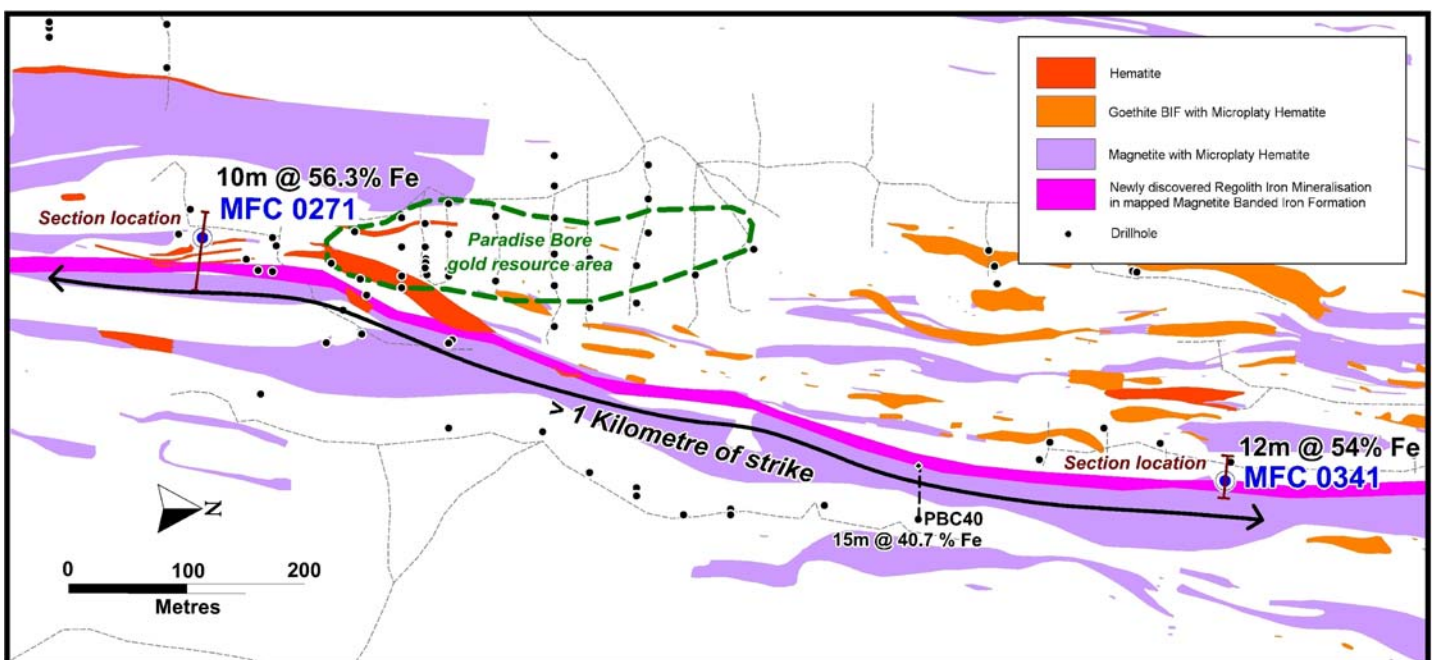 Hematite
Goethite BIF with Microplaty Hematite
Magnetite with Microplaty Hematite
Newly discovered Regolith Iron Mineralisation
in mapped Magnetite Banded Iron Formation
Drillhole
10m @ 56.3% Fe
MFC 0271
Section location
Paradise Bore
gold resource area
> 1 Kilometre of strike
12m @ 54% Fe
Section location
MFC 0341
PBC40
15m @ 40.7 % Fe
N
0 100 200
Metres